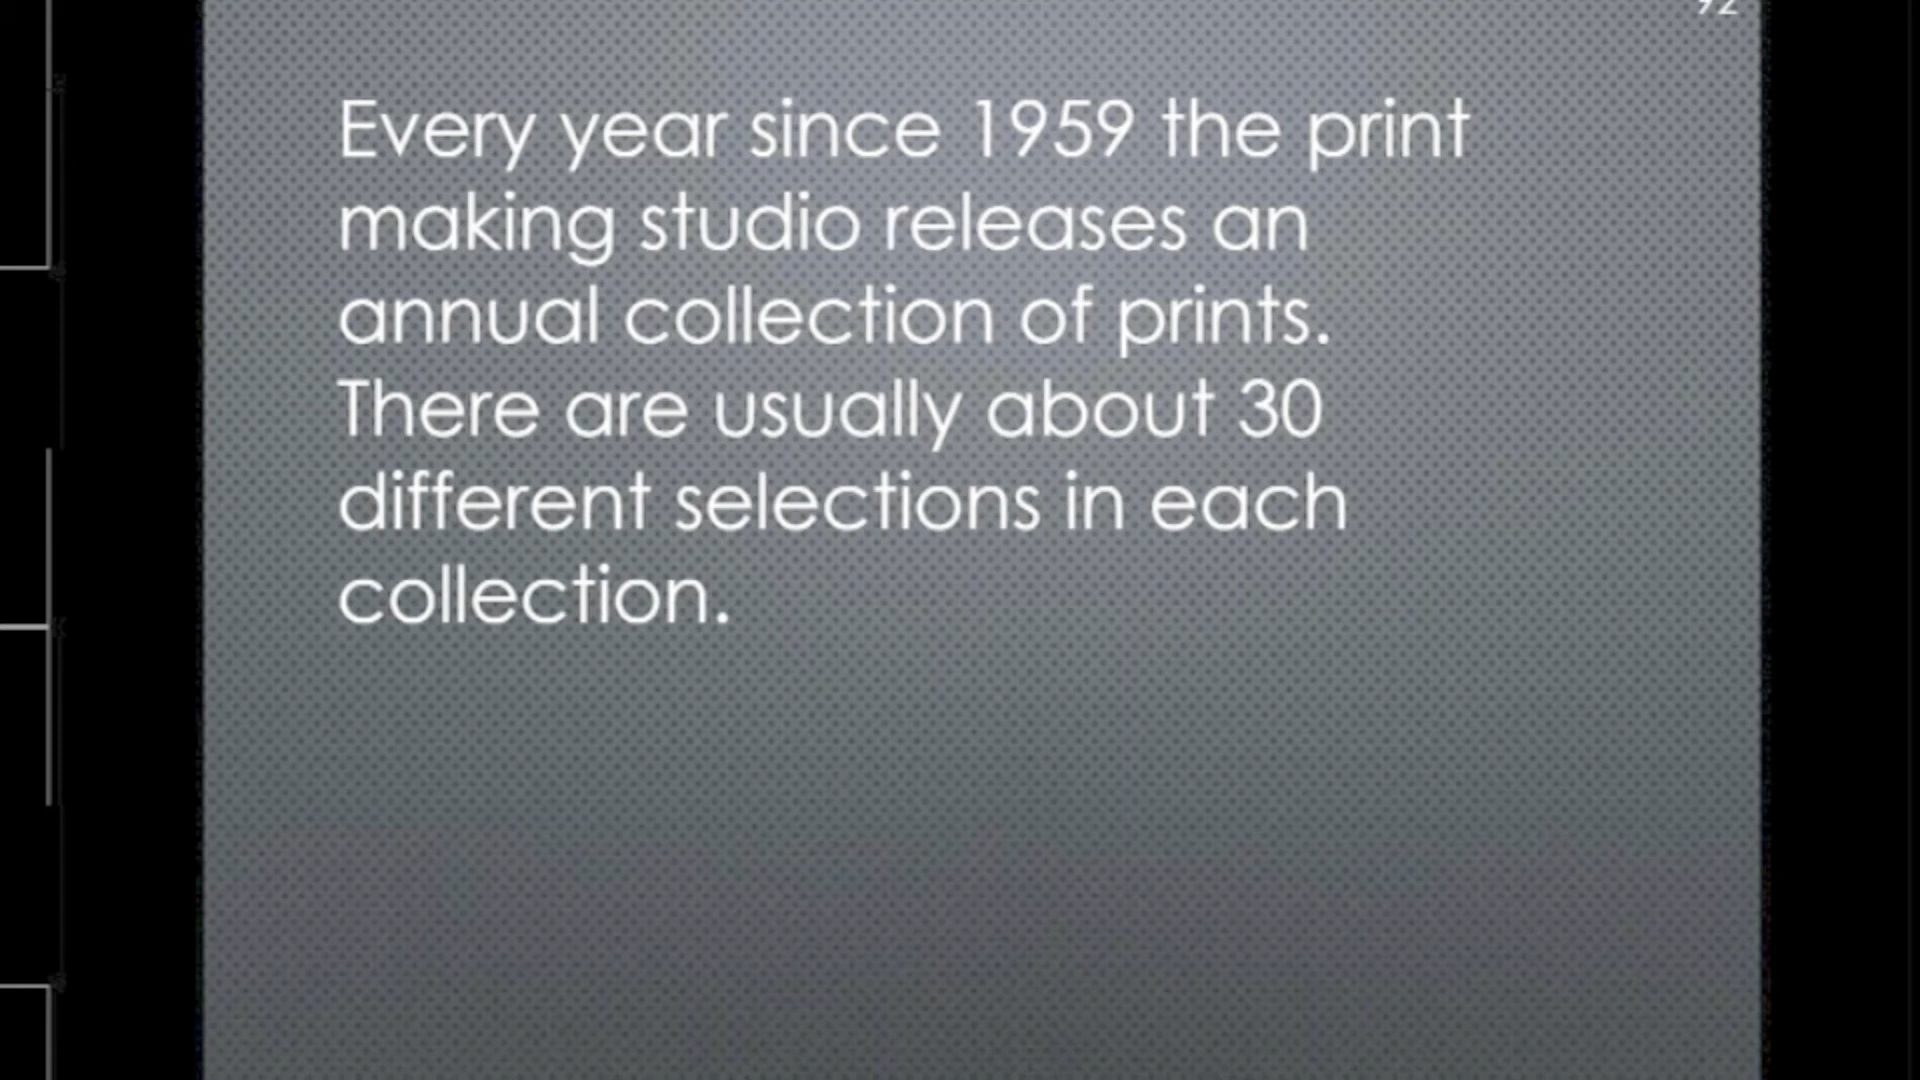 92
Every year since 1959 the print
making studio releases an
annual collection of prints.
There are usually about 30
different selections in each
collection.